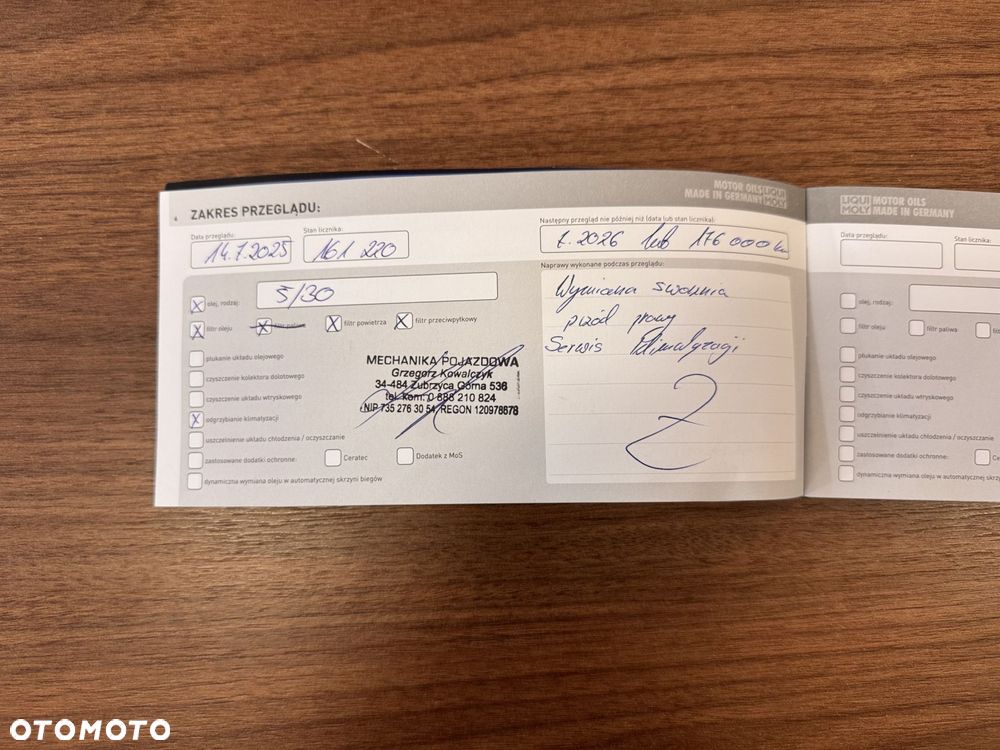 4 ZAKRES PRZEGLĄDU:
MOTOR OILS
MADE IN GERMANY
LIQUI
MOLY
Data przeglądu:
14.7.2025
Stan licznika:
161 220
Następny przegląd nie później niż (data lub stan licznika):
7.2026 lub 176 000 km
olej, rodzaj:
5/30
filtr oleju
filtr paliwa
filtr powietrza
filtr przeciwpyłkowy
płukanie układu olejowego
czyszczenie kolektora dolotowego
czyszczenie układu wtryskowego
odgrzybianie klimatyzacji
uszczelnienie układu chłodzenia / oczyszczanie
zastosowane dodatki ochronne:
Ceratec
Dodatek z MoS
dynamiczna wymiana oleju w automatycznej skrzyni biegów
MECHANIKA POJAZDOWA
Grzegorz Kowalczyk
34-484 Zubrzyca Górna 536
tel. kom. 0 888 210 824
NIP 735 276 30 54, REGON 120978878
Naprawy wykonane podczas przeglądu:
Wymiana
przód prawy
Serwis klimatyzacji
LIQUI
MOLY
MOTOR OILS
MADE IN GERMANY
Data przeglądu:
Stan licznika:
olej, rodzaj:
filtr oleju
filtr paliwa
płukanie układu olejowego
czyszczenie kolektora dolotowego
czyszczenie układu wtryskowego
odgrzybianie klimatyzacji
uszczelnienie układu chłodzenia /
zastosowane dodatki ochronne:
Ce
dynamiczna wymiana oleju w automatycznej skrzy
OTOMOTO